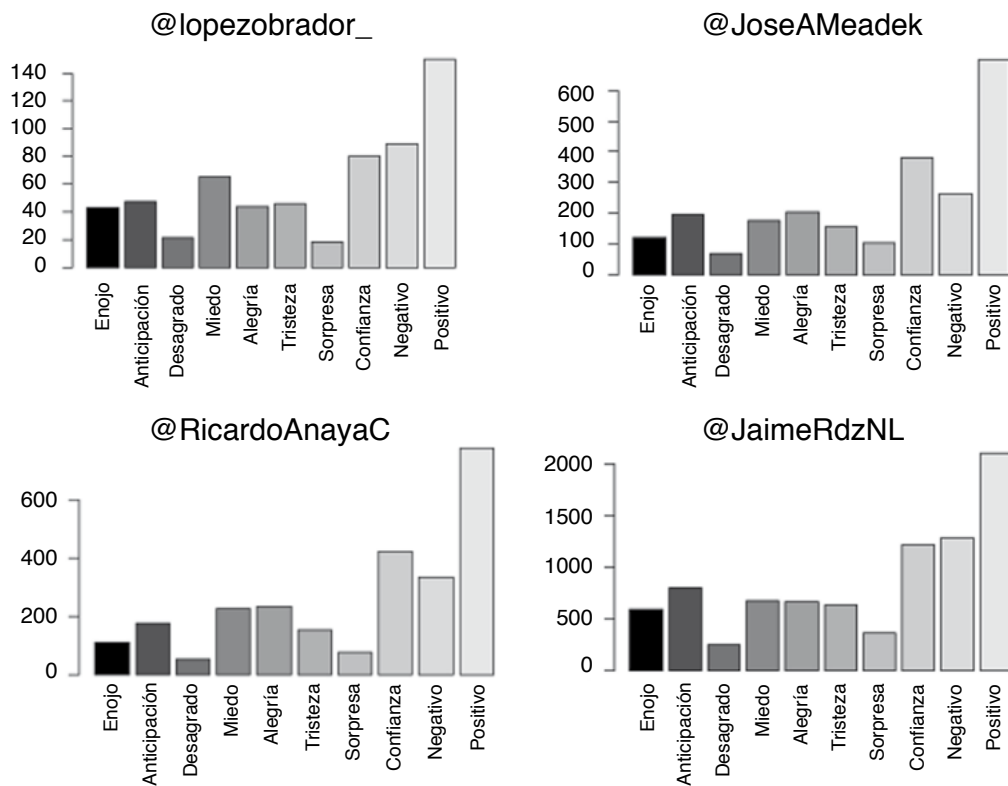 @lopezobrador_
140
120
100
80
60
40
20
0
Enojo
Anticipación
Desagrado
Miedo
Alegría
Tristeza
Sorpresa
Confianza
Negativo
Positivo
@JoseAMeadek
600
500
400
300
200
100
0
Enojo
Anticipación
Desagrado
Miedo
Alegría
Tristeza
Sorpresa
Confianza
Negativo
Positivo
@RicardoAnayaC
600
400
200
0
Enojo
Anticipación
Desagrado
Miedo
Alegría
Tristeza
Sorpresa
Confianza
Negativo
Positivo
@JaimeRdzNL
2000
1500
1000
500
0
Enojo
Anticipación
Desagrado
Miedo
Alegría
Tristeza
Sorpresa
Confianza
Negativo
Positivo